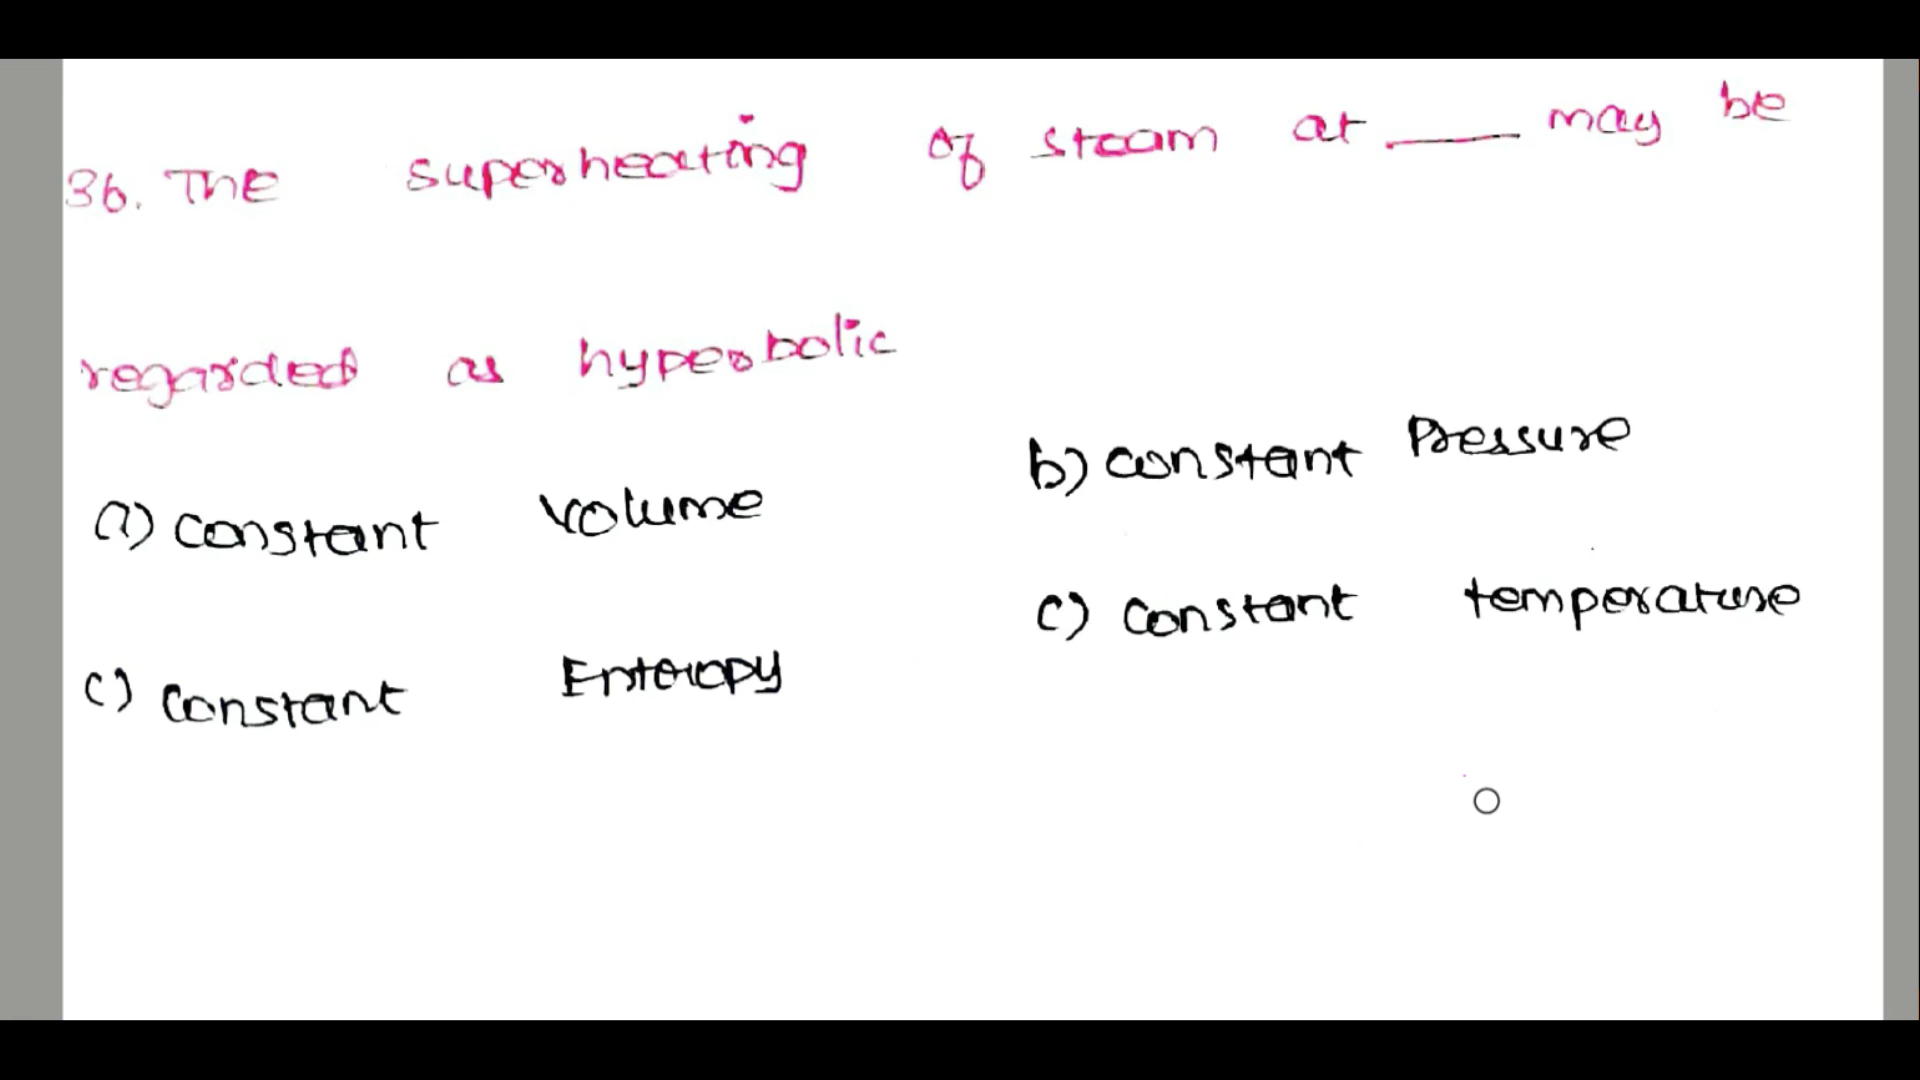 36. The superheating of steam at ___ may be
regarded as hyperbolic
a) constant volume
b) constant Pressure
c) constant Entropy
c) constant temperature